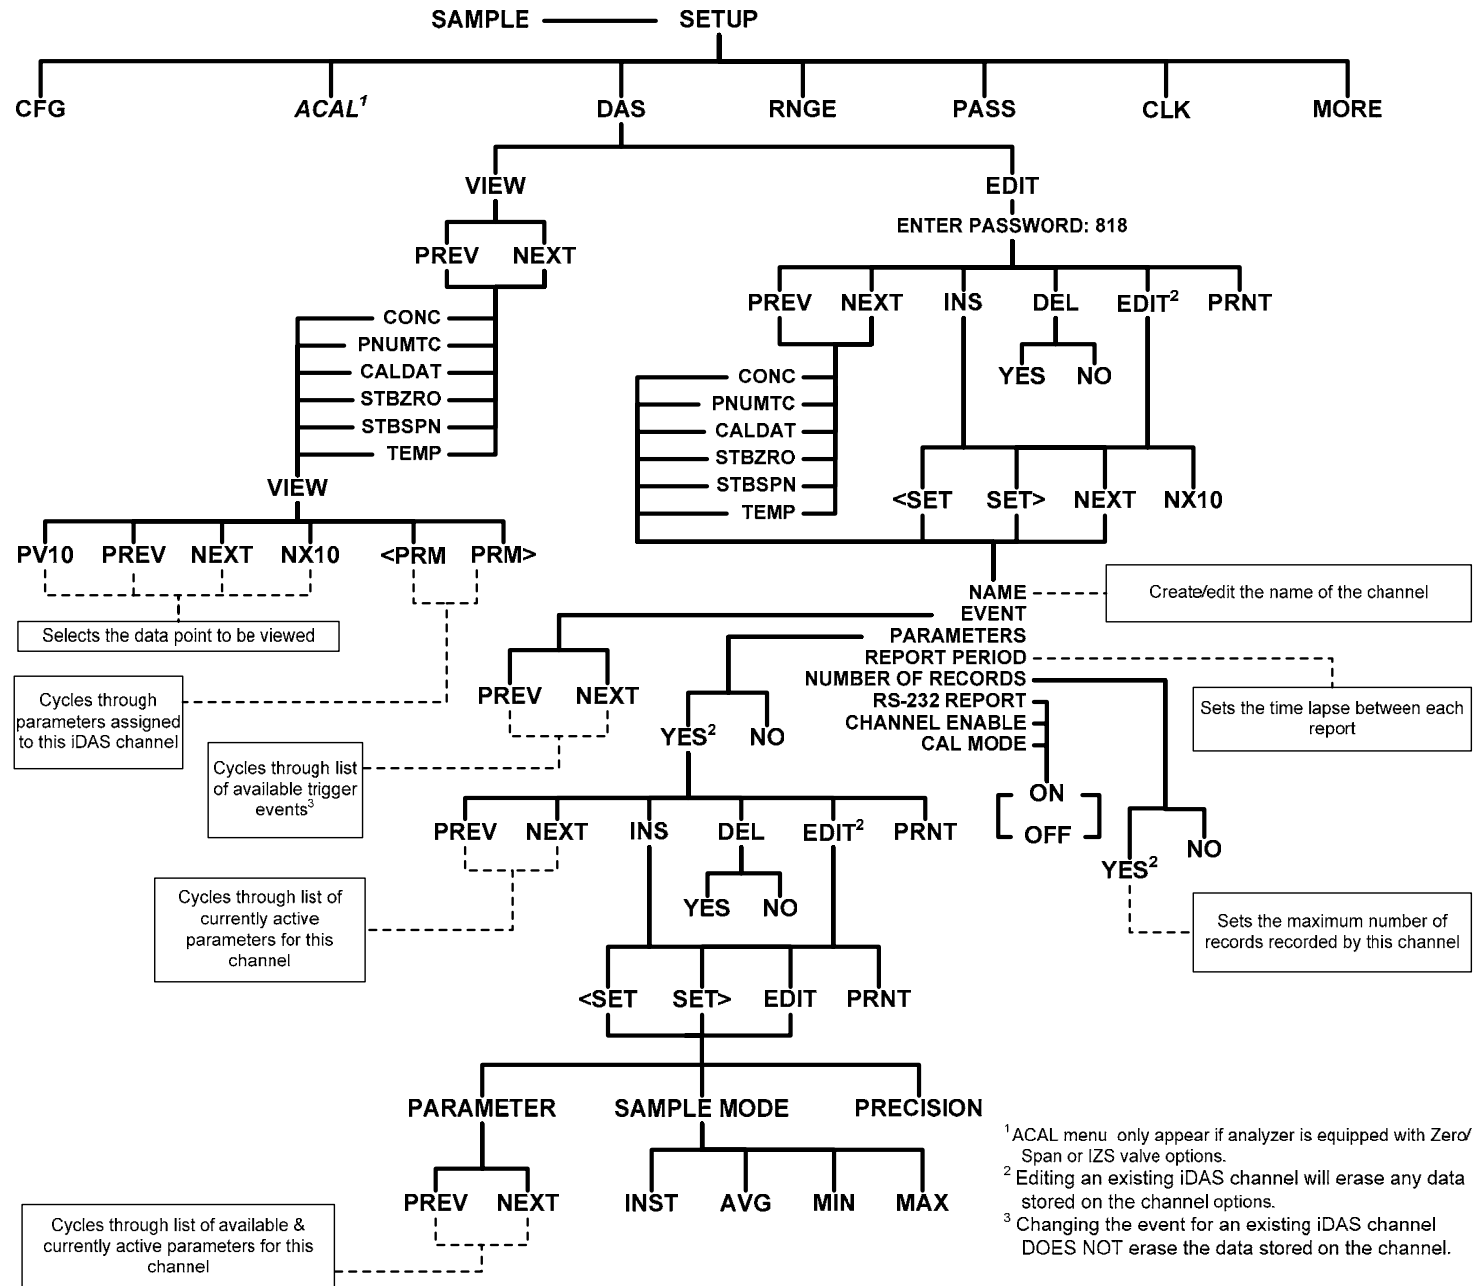 SAMPLE SETUP
CFG ACAL1 DAS RNGE PASS CLK MORE
VIEW EDIT
ENTER PASSWORD: 818
PREV NEXT
PREV NEXT INS DEL EDIT2 PRNT
YES NO
CONC
PNUMTC
CALDAT
STBZRO
STBSPN
TEMP
CONC
PNUMTC
CALDAT
STBZRO
STBSPN
TEMP
VIEW
<SET SET> NEXT NX10
PV10 PREV NEXT NX10 <PRM PRM>
Selects the data point to be viewed
Cycles through
parameters assigned
to this iDAS channel
NAME
EVENT
PARAMETERS
REPORT PERIOD
NUMBER OF RECORDS
RS-232 REPORT
CHANNEL ENABLE
CAL MODE
Create/edit the name of the channel
Sets the time lapse between each
report
PREV NEXT
Cycles through list
of available trigger
events3
YES2 NO
ON
OFF
YES2 NO
Sets the maximum number of
records recorded by this channel
PREV NEXT INS DEL EDIT2 PRNT
Cycles through list of
currently active
parameters for this
channel
YES NO
<SET SET> EDIT PRNT
PARAMETER SAMPLE MODE PRECISION
PREV NEXT INST AVG MIN MAX
Cycles through list of available &
currently active parameters for this
channel
1 ACAL menu only appear if analyzer is equipped with Zero/
Span or IZS valve options.
2 Editing an existing iDAS channel will erase any data
stored on the channel options.
3 Changing the event for an existing iDAS channel
DOES NOT erase the data stored on the channel.